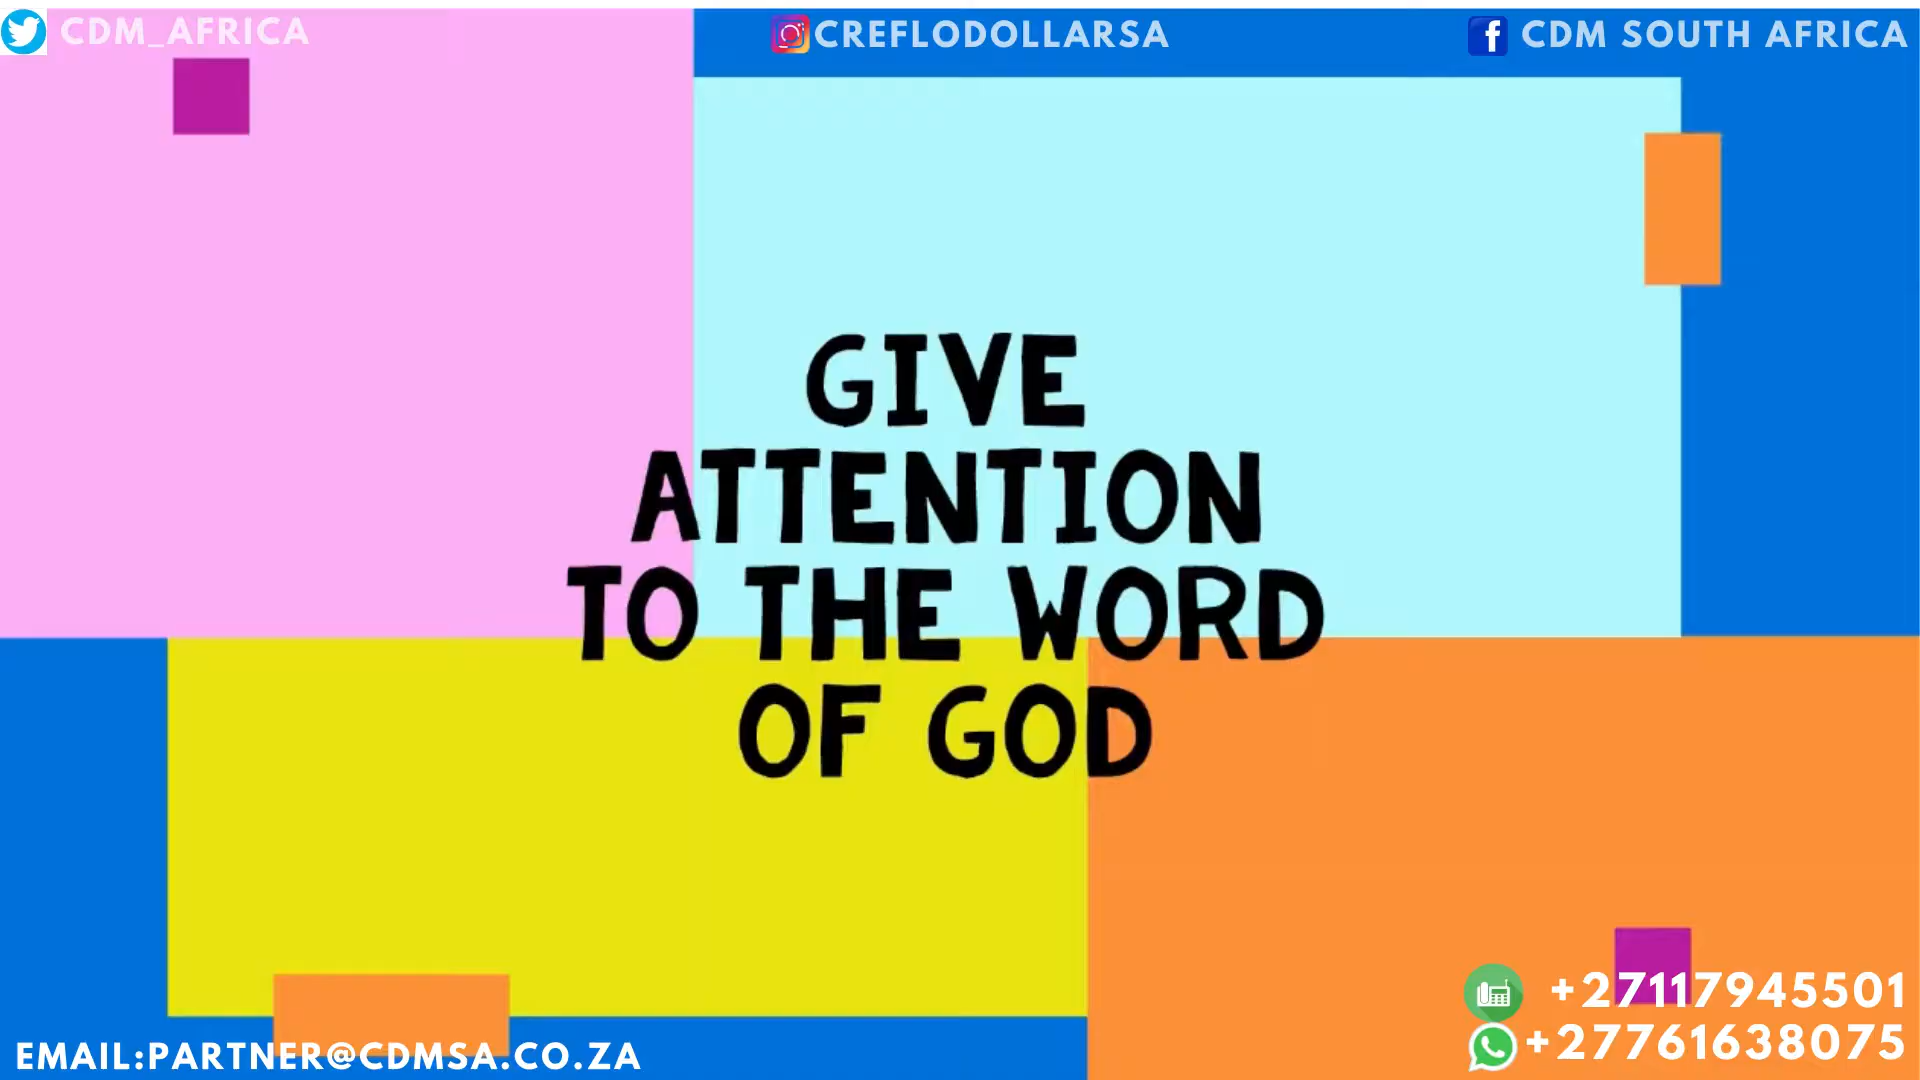 CDM_AFRICA
CREFLODOLLARSA
CDM SOUTH AFRICA
GIVE
ATTENTION
TO THE WORD
OF GOD
+27117945501
+27761638075
EMAIL:PARTNER@CDMSA.CO.ZA